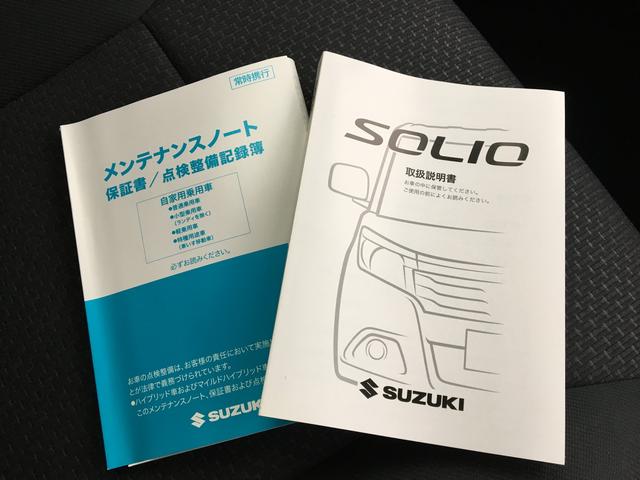 常時携行
メンテナンスノート
保証書/点検整備記録簿
自家用乗用車
●普通乗用車
●小型乗用車
(ランディを除く)
●軽乗用車
●特種用途車
(車いす移動車)
必ずお読みください。
お車の点検整備は、お客様の責任において実施
とが法律で義務づけられています。
●ハイブリッド車およびマイルドハイブリッド車
このメンテナンスノート、保証書および点検
SUZUKI
SOLIO
取扱説明書
お車の中に保管してください。
ご使用の前によくお読みください。
SUZUKI